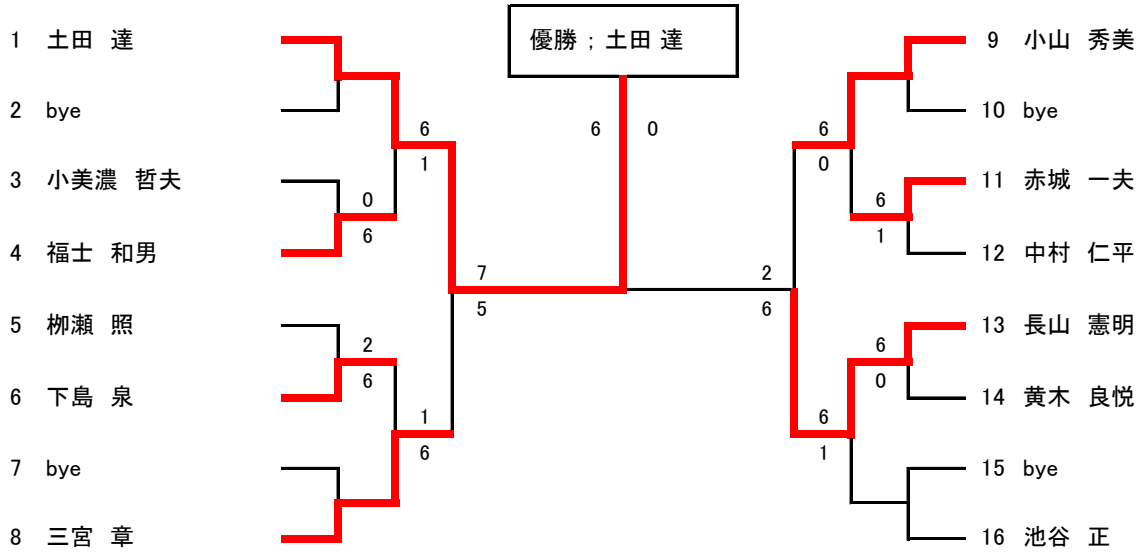 優勝 ; 土田 達
1 土田 達
2 bye
3 小美濃 哲夫
4 福士 和男
5 栁瀬 照
6 下島 泉
7 bye
8 三宮 章
6
1
0
6
2
6
1
6
7
5
6 0
2
6
6
0
6
1
6
0
6
1
9 小山 秀美
10 bye
11 赤城 一夫
12 中村 仁平
13 長山 憲明
14 黄木 良悦
15 bye
16 池谷 正